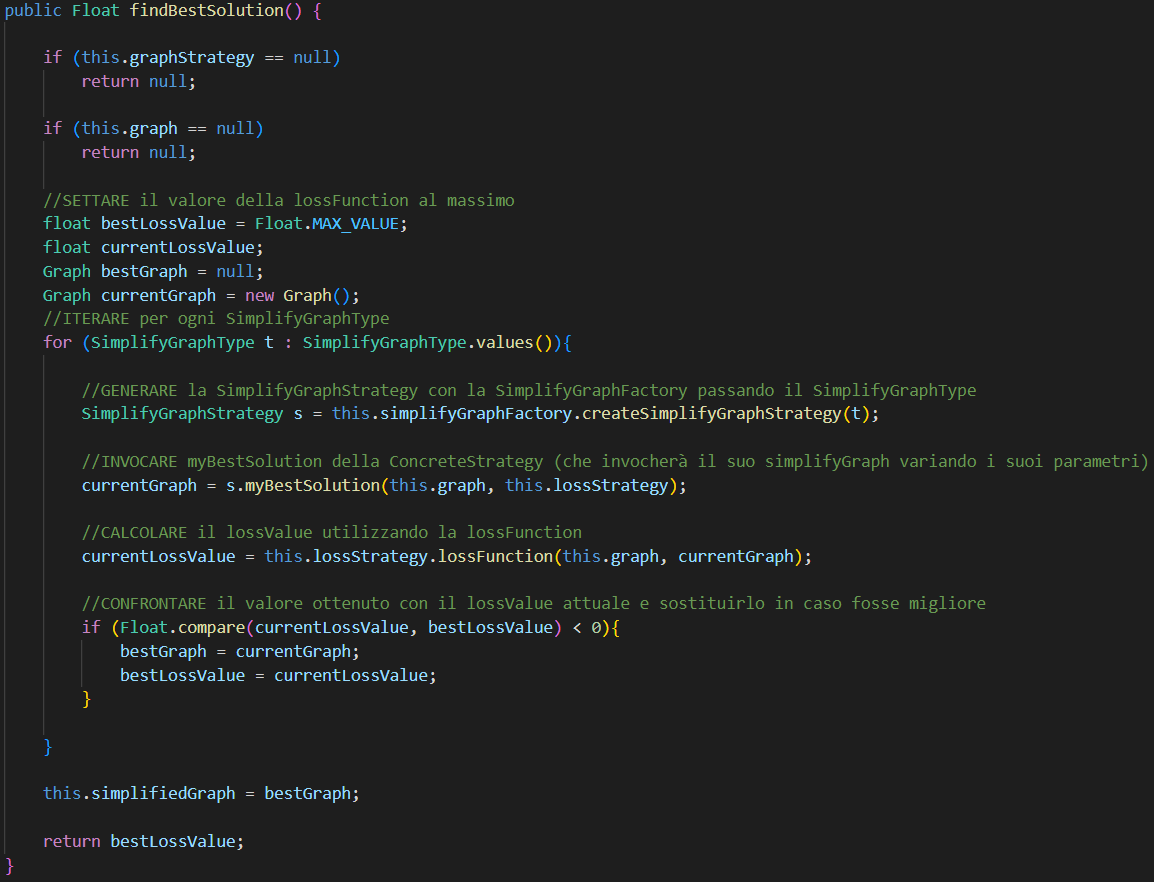 public Float findBestSolution() {
if (this.graphStrategy == null)
return null;
if (this.graph == null)
return null;
//SETTARE il valore della lossFunction al massimo
float bestLossValue = Float.MAX_VALUE;
float currentLossValue;
Graph bestGraph = null;
Graph currentGraph = new Graph();
//ITERARE per ogni SimplifyGraphType
for (SimplifyGraphType t : SimplifyGraphType.values()){
//GENERARE la SimplifyGraphStrategy con la SimplifyGraphFactory passando il SimplifyGraphType
SimplifyGraphStrategy s = this.simplifyGraphFactory.createSimplifyGraphStrategy(t);
//INVOCARE myBestSolution della ConcreteStrategy (che invocherà il suo simplifyGraph variando i suoi parametri)
currentGraph = s.myBestSolution(this.graph, this.lossStrategy);
//CALCOLARE il lossValue utilizzando la lossFunction
currentLossValue = this.lossStrategy.lossFunction(this.graph, currentGraph);
//CONFRONTARE il valore ottenuto con il lossValue attuale e sostituirlo in caso fosse migliore
if (Float.compare(currentLossValue, bestLossValue) < 0){
bestGraph = currentGraph;
bestLossValue = currentLossValue;
}
}
this.simplifiedGraph = bestGraph;
return bestLossValue;
}